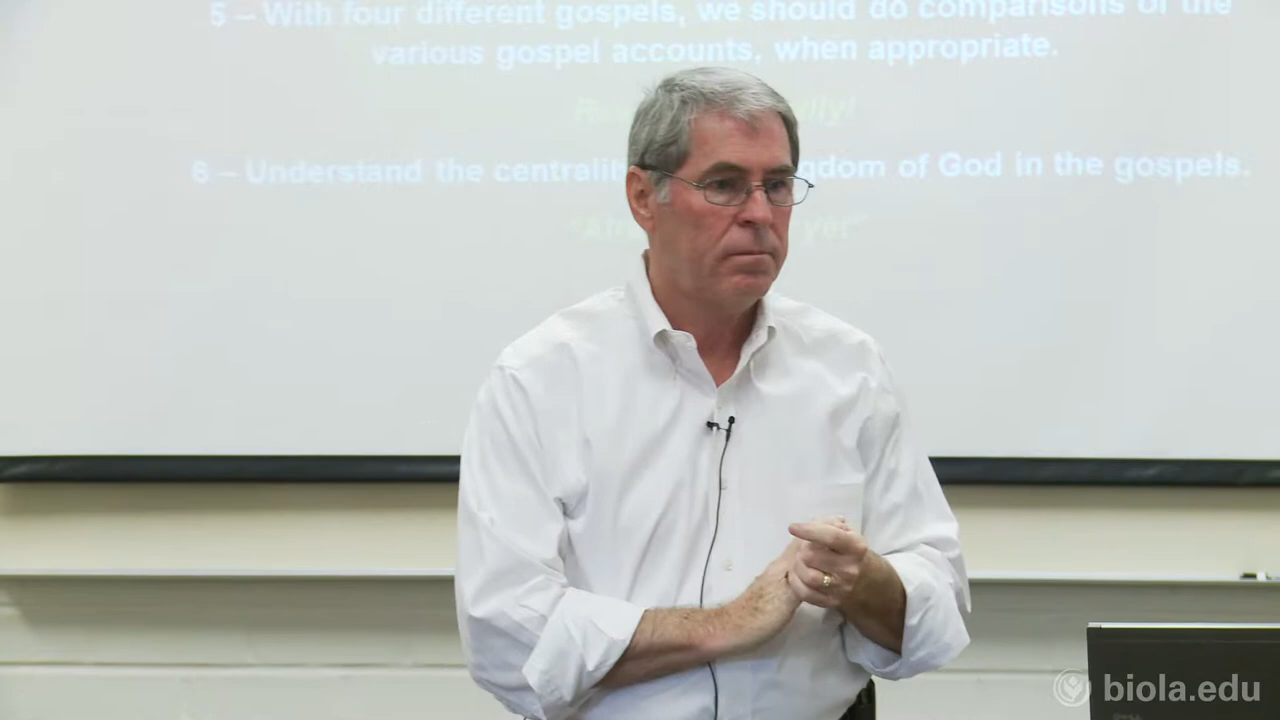 5 – With four different gospels, we should do comparisons of the
various gospel accounts, when appropriate.
6 – Understand the gdom of God in the gospels.
yet"
biola.edu